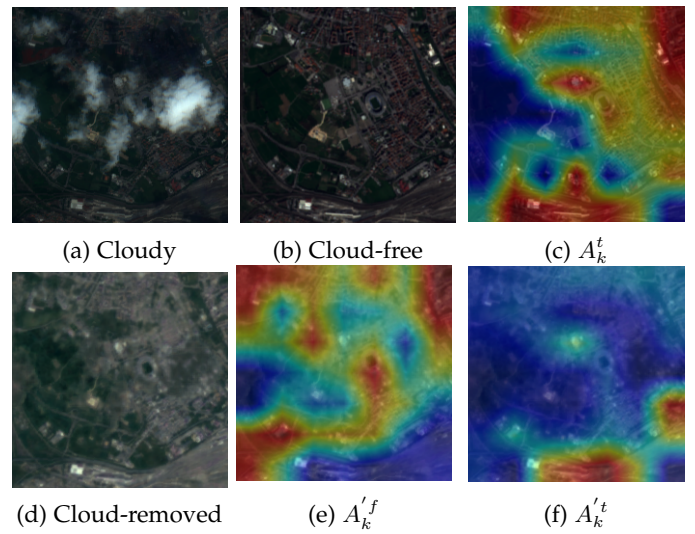 (a) Cloudy (b) Cloud-free (c) $A_k^t$
(d) Cloud-removed (e) $A_k^{'f}$ (f) $A_k^{'t}$